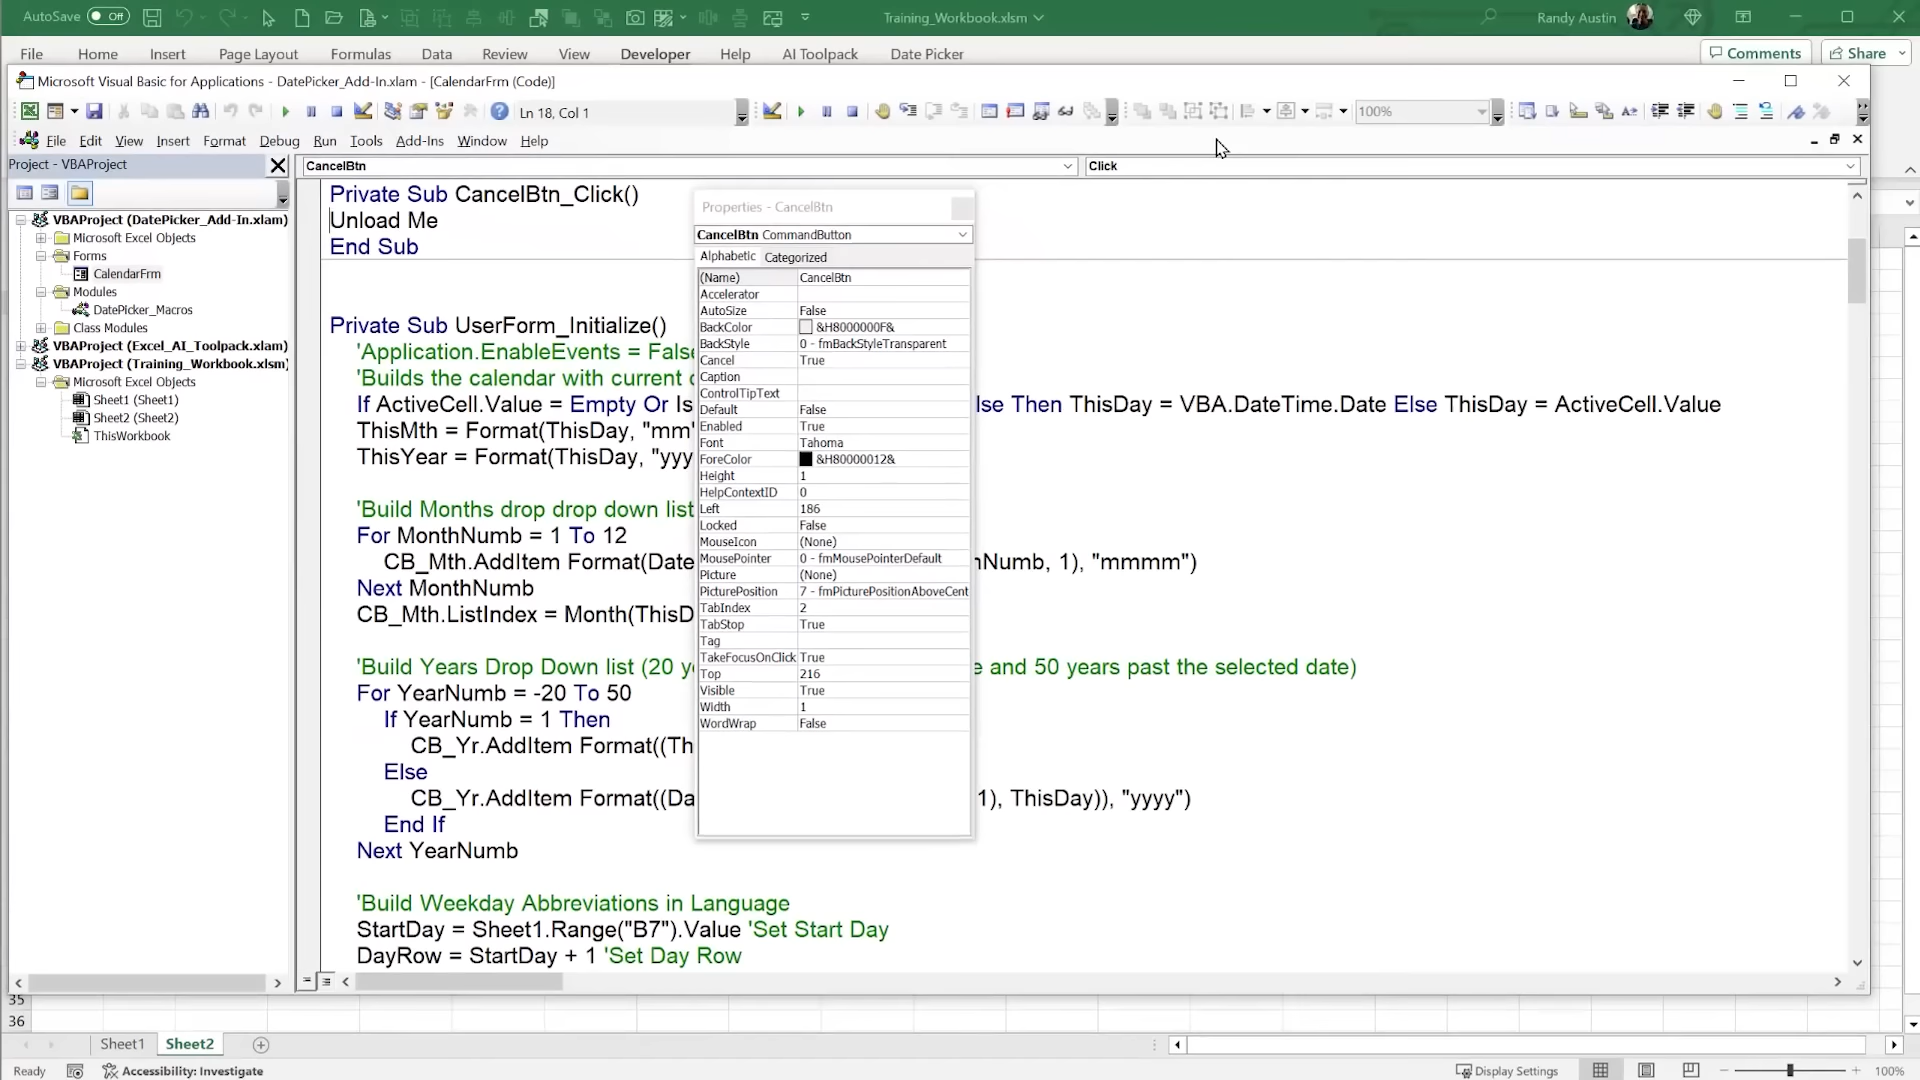 AutoSave Off
Training_Workbook.xlsm
Randy Austin
File Home Insert Page Layout Formulas Data Review View Developer Help AI Toolpack Date Picker Comments Share
Microsoft Visual Basic for Applications - DatePicker_Add-In.xlam - [CalendarFrm (Code)]
Ln 18, Col 1
100%
File Edit View Insert Format Debug Run Tools Add-Ins Window Help
Project - VBAProject
VBAProject (DatePicker_Add-In.xlam)
Microsoft Excel Objects
Forms
CalendarFrm
Modules
DatePicker_Macros
Class Modules
VBAProject (Excel_AI_Toolpack.xlam)
VBAProject (Training_Workbook.xlsm)
Microsoft Excel Objects
Sheet1 (Sheet1)
Sheet2 (Sheet2)
ThisWorkbook
CancelBtn
Click
Private Sub CancelBtn_Click()
Unload Me
End Sub
Private Sub UserForm_Initialize()
'Application.EnableEvents = False
'Builds the calendar with current
If ActiveCell.Value = Empty Or Is lse Then ThisDay = VBA.DateTime.Date Else ThisDay = ActiveCell.Value
ThisMth = Format(ThisDay, "mm"
ThisYear = Format(ThisDay, "yyy
'Build Months drop drop down list
For MonthNumb = 1 To 12
CB_Mth.AddItem Format(Date nNumb, 1), "mmmm")
Next MonthNumb
CB_Mth.ListIndex = Month(ThisD
'Build Years Drop Down list (20 y e and 50 years past the selected date)
For YearNumb = -20 To 50
If YearNumb = 1 Then
CB_Yr.AddItem Format((Th
Else
CB_Yr.AddItem Format((Da 1), ThisDay)), "yyyy")
End If
Next YearNumb
'Build Weekday Abbreviations in Language
StartDay = Sheet1.Range("B7").Value 'Set Start Day
DayRow = StartDay + 1 'Set Day Row
Properties - CancelBtn
CancelBtn CommandButton
Alphabetic Categorized
(Name) CancelBtn
Accelerator
AutoSize False
BackColor &H8000000F&
BackStyle 0 - fmBackStyleTransparent
Cancel True
Caption
ControlTipText
Default False
Enabled True
Font Tahoma
ForeColor &H80000012&
Height 1
HelpContextID 0
Left 186
Locked False
MouseIcon (None)
MousePointer 0 - fmMousePointerDefault
Picture (None)
PicturePosition 7 - fmPicturePositionAboveCent
TabIndex 2
TabStop True
Tag
TakeFocusOnClick True
Top 216
Visible True
Width 1
WordWrap False
35
36
Sheet1 Sheet2
Ready Accessibility: Investigate Display Settings 100%